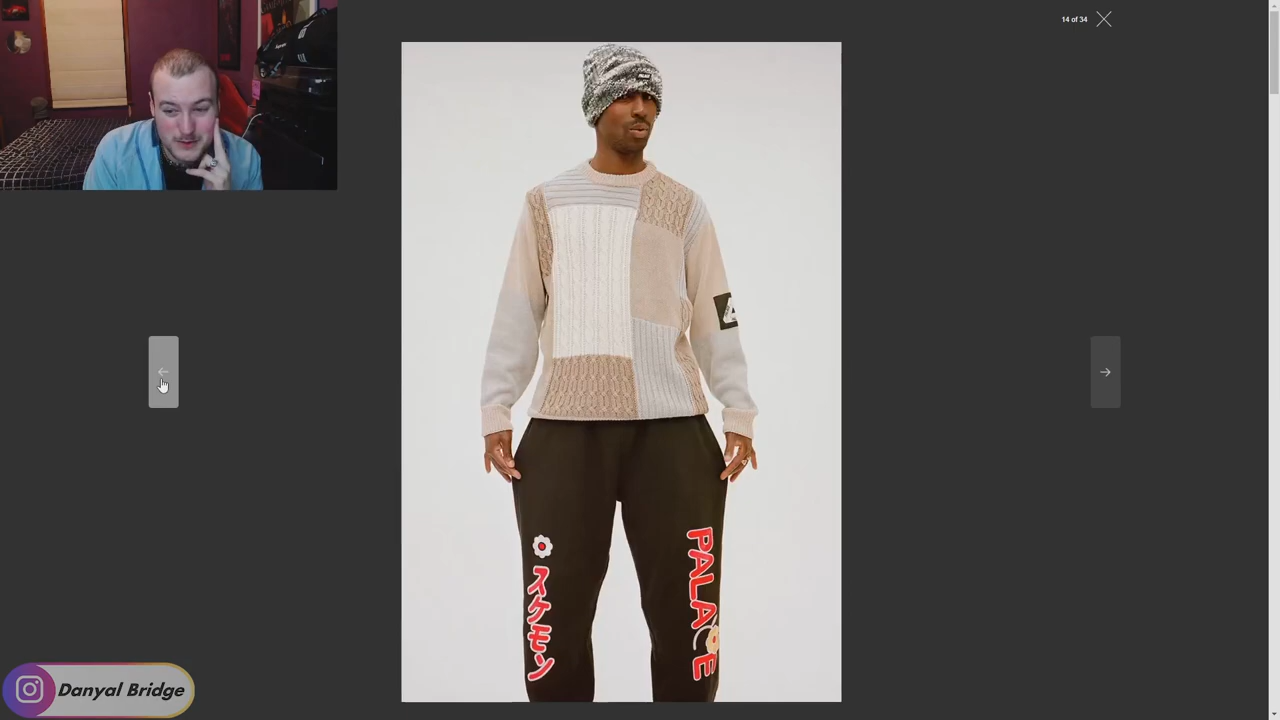 14 of 34
PALACE
スケモン
Danyal Bridge